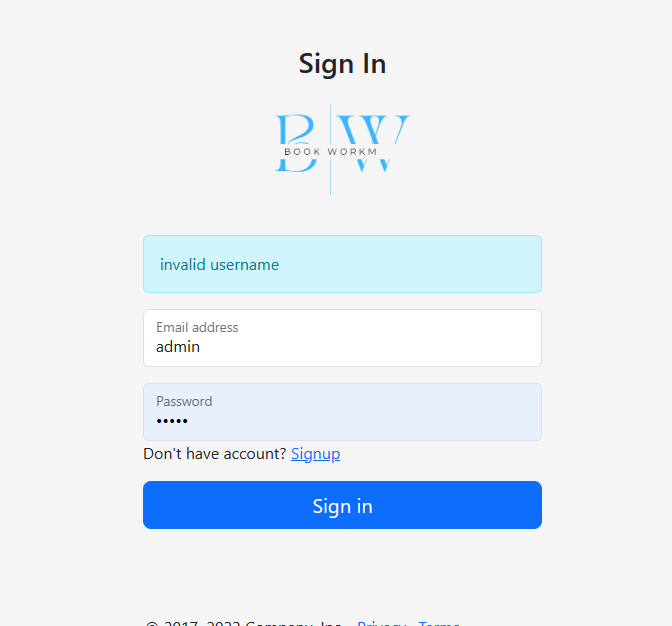 Sign In
B W
BOOK WORKM
invalid username
Email address
admin
Password
•••••
Don't have account? Signup
Sign in
© 2017–2022 Company, Inc. · Privacy · Terms